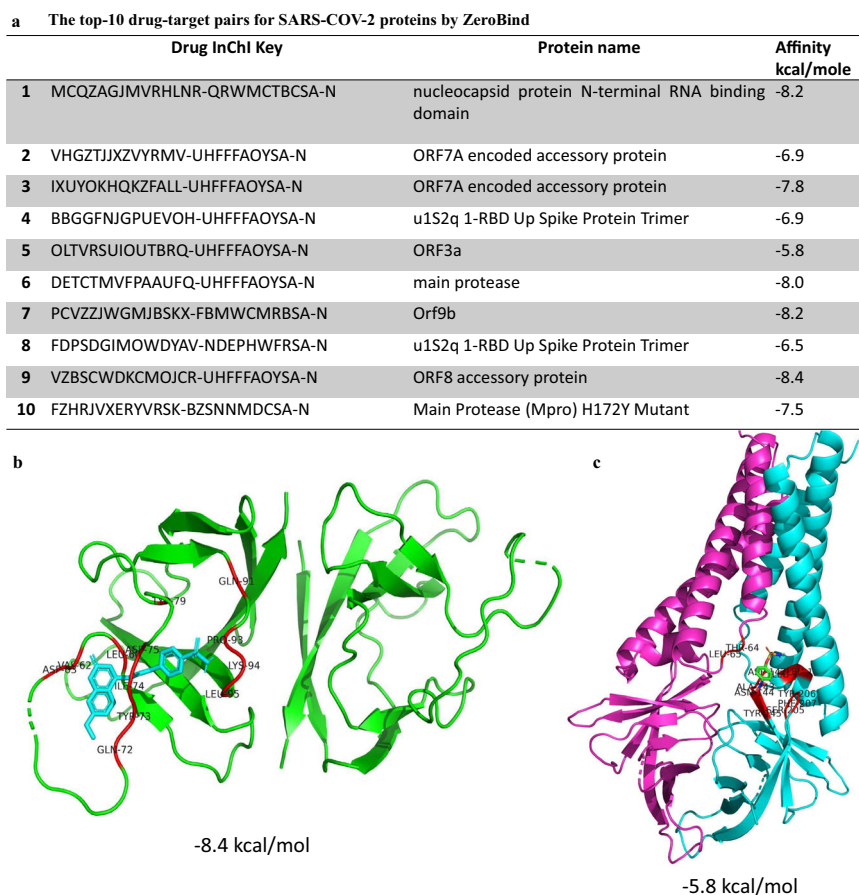 a The top-10 drug-target pairs for SARS-COV-2 proteins by ZeroBind
Drug InChI Key Protein name Affinity
kcal/mole
1 MCQZAGJMVRHLNR-QRWMCTBCSA-N nucleocapsid protein N-terminal RNA binding -8.2
domain
2 VHGZTJJXZVYRMV-UHFFFAOYSA-N ORF7A encoded accessory protein -6.9
3 IXUYOKHQKZFALL-UHFFFAOYSA-N ORF7A encoded accessory protein -7.8
4 BBGGFNJGPUEVOH-UHFFFAOYSA-N u1S2q 1-RBD Up Spike Protein Trimer -6.9
5 OLTVRSUIOUTBRQ-UHFFFAOYSA-N ORF3a -5.8
6 DETCTMVFPAAUFQ-UHFFFAOYSA-N main protease -8.0
7 PCVZZJWGMJBSKX-FBMWCMRBSA-N Orf9b -8.2
8 FDPSDGIMOWDYAV-NDEPHWFRSA-N u1S2q 1-RBD Up Spike Protein Trimer -6.5
9 VZBSCWDKCMOJCR-UHFFFAOYSA-N ORF8 accessory protein -8.4
10 FZHRJVXERYVRSK-BZSNNMDCSA-N Main Protease (Mpro) H172Y Mutant -7.5
b
GLN-91
PRO-93
ASP-75
LYS-94
VAL-62
ILE-74
LEU-95
TYR-73
GLN-72
-8.4 kcal/mol
c
THR-64
LEU-65
TYR-206
-5.8 kcal/mol